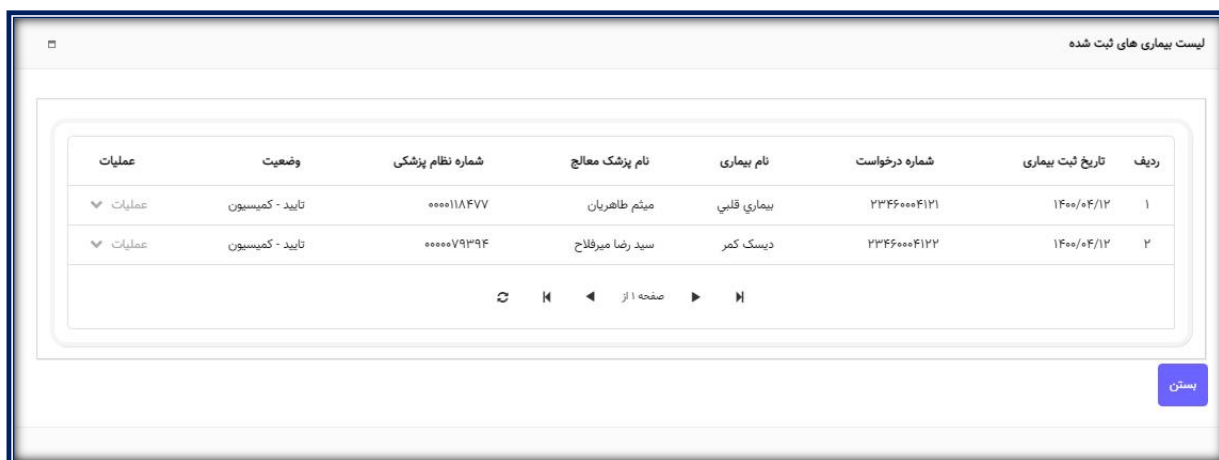 لیست بیماری های ثبت شده
ردیف تاریخ ثبت بیماری شماره درخواست نام بیماری نام پزشک معالج شماره نظام پزشکی وضعیت عملیات
۱ ۱۴۰۰/۰۴/۱۲ ۲۳۴۶۰۰۰۴۱۲۱ بیماري قلبي میثم طاهریان ۰۰۰۰۱۱۸۴۷۷ تایید - کمیسیون عملیات
۲ ۱۴۰۰/۰۴/۱۲ ۲۳۴۶۰۰۰۴۱۲۲ دیسک کمر سید رضا میرفلاح ۰۰۰۰۰۷۹۳۹۴ تایید - کمیسیون عملیات
صفحه ۱ از
بستن